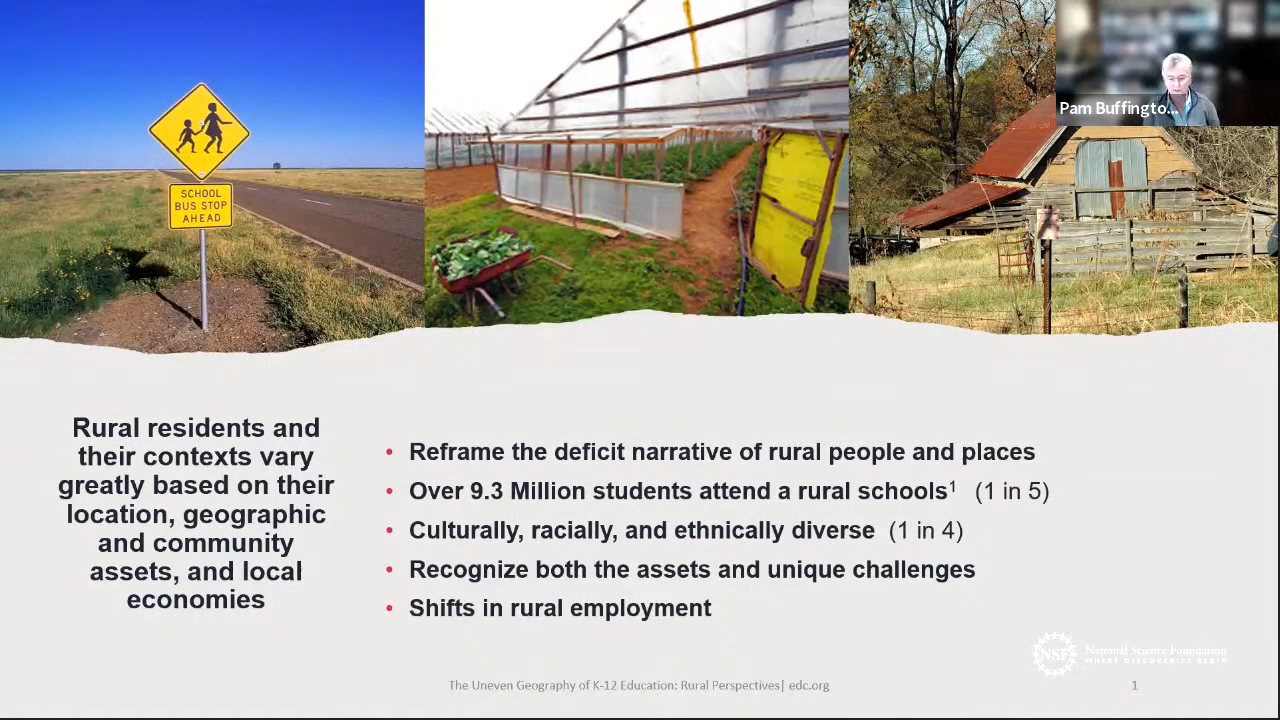 SCHOOL
BUS STOP
AHEAD
Pam Buffingto...
Rural residents and
their contexts vary
greatly based on their
location, geographic
and community
assets, and local
economies
• Reframe the deficit narrative of rural people and places
• Over 9.3 Million students attend a rural schools¹ (1 in 5)
• Culturally, racially, and ethnically diverse (1 in 4)
• Recognize both the assets and unique challenges
• Shifts in rural employment
NSF
National Science Foundation
WHERE DISCOVERIES BEGIN
The Uneven Geography of K-12 Education: Rural Perspectives| edc.org
1